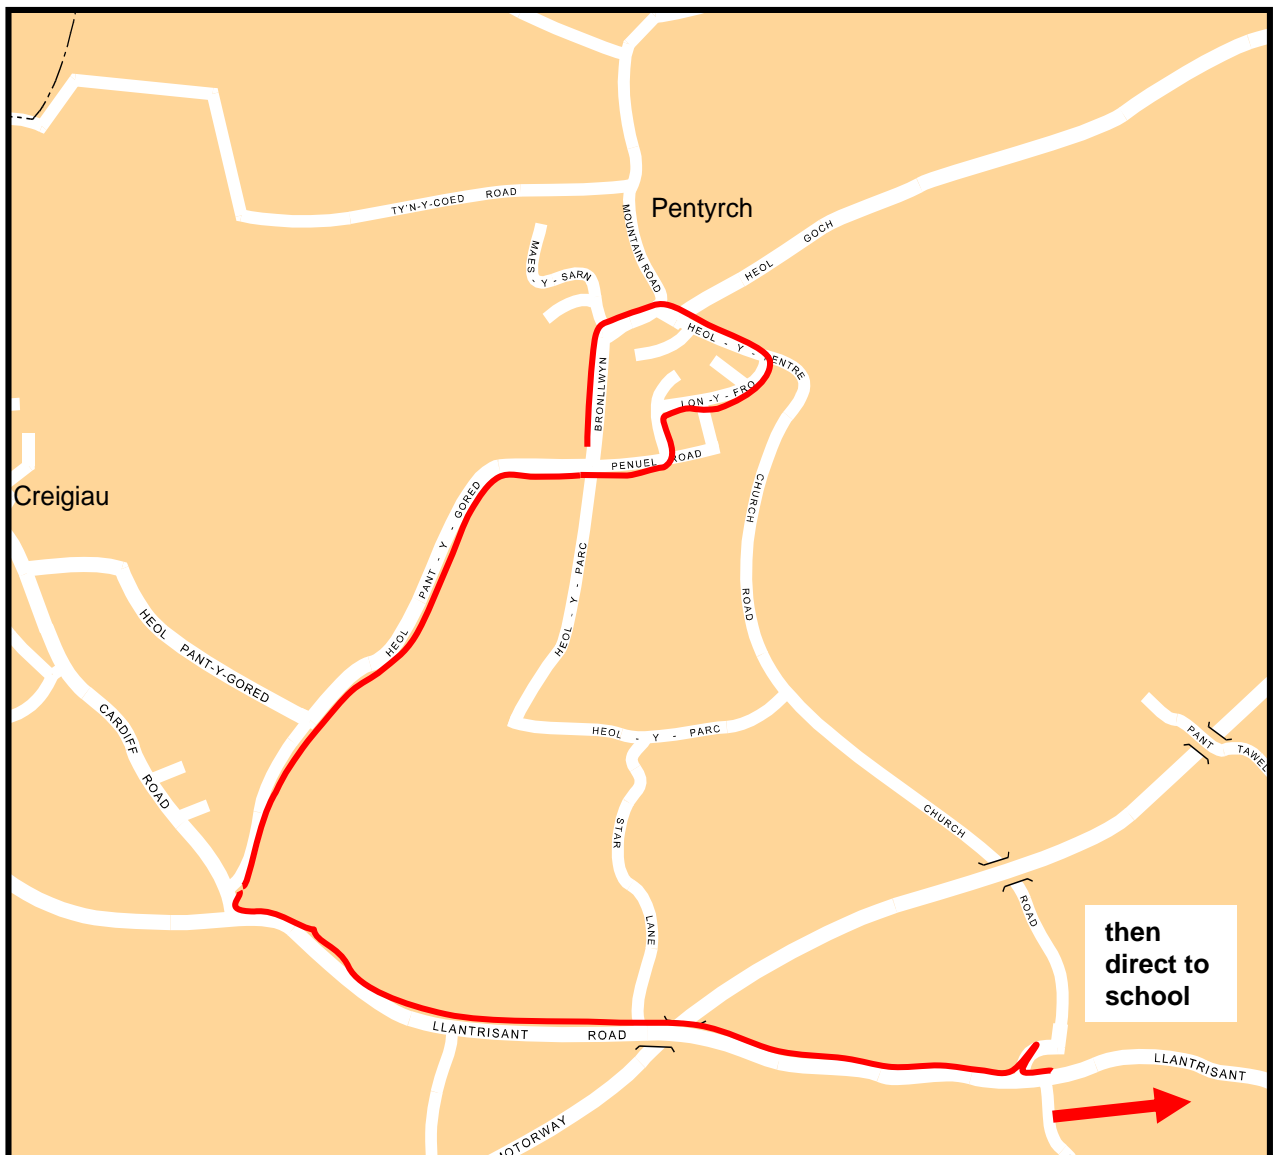 Pentyrch
TY'N-Y-COED ROAD
MOUNTAIN ROAD
HEOL GOCH
MAES - Y - SARN
HEOL - Y - PENTRE
BRONLLWYN
LON -Y - FRO
PENUEL ROAD
Creigiau
HEOL PANT - Y - GORED
CHURCH ROAD
HEOL - Y - PARC
HEOL PANT-Y-GORED
CARDIFF ROAD
HEOL - Y - PARC
PANT TAWEL
STAR LANE
CHURCH ROAD
then
direct to
school
LLANTRISANT ROAD
LLANTRISANT
MOTORWAY